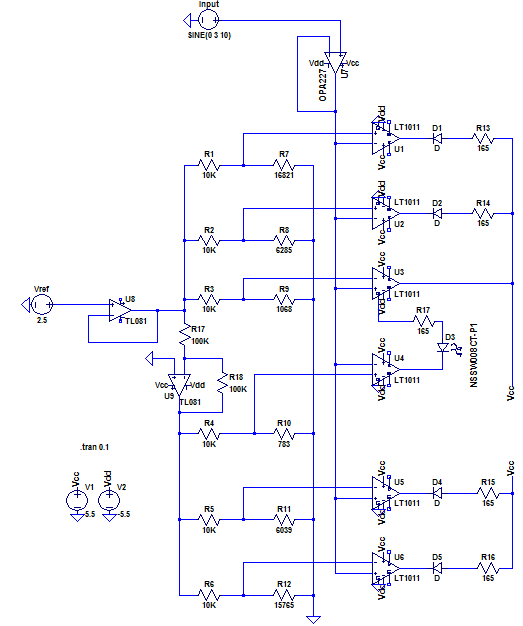 input
SINE(0 3 10)
Vdd
Vcc
U7
OPA227
Vdd
LT1011
Vcc
U1
D1
D
R13
165
R1
10K
R7
16821
Vdd
LT1011
Vcc
U2
D2
D
R14
165
R2
10K
R8
6285
Vcc
U3
LT1011
Vdd
R3
10K
R9
1068
Vref
2.5
U8
TL081
R17
100K
R17
165
D3
NSSW008CT-P1
Vcc
Vcc
Vdd
U9
TL081
R18
100K
Vcc
U4
LT1011
Vdd
R4
10K
R10
783
.tran 0.1
Vcc
V1
5.5
Vdd
V2
-5.5
Vcc
U5
LT1011
Vdd
D4
D
R15
165
Vcc
R5
10K
R11
6039
Vcc
U6
LT1011
Vdd
D5
D
R16
165
R6
10K
R12
15765